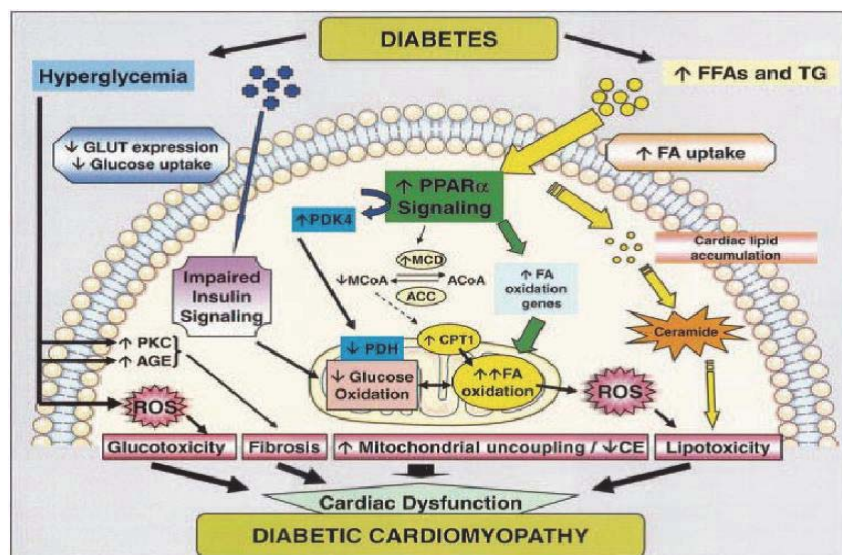 DIABETES
Hyperglycemia
↑ FFAs and TG
↓ GLUT expression
↓ Glucose uptake
↑ FA uptake
↑ PPARα
Signaling
↑PDK4
Cardiac lipid
accumulation
↑MCD
↓MCoA
ACoA
ACC
↑ FA
oxidation
genes
Impaired
Insulin
Signaling
Ceramide
↑ PKC
↑ AGE
↓ PDH
↑ CPT1
↓ Glucose
Oxidation
↑↑FA
oxidation
ROS
ROS
Glucotoxicity
Fibrosis
↑ Mitochondrial uncoupling / ↓CE
Lipotoxicity
Cardiac Dysfunction
DIABETIC CARDIOMYOPATHY